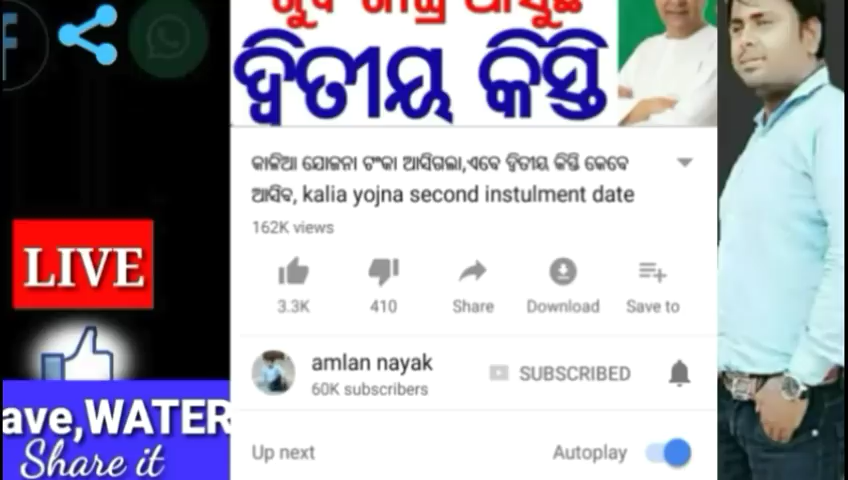 ଦ୍ୱିତୀୟ କିସ୍ତି
କାଳିଆ ଯୋଜନା ଟଂକା ଆସିଗଲା,ଏବେ ଦ୍ଵିତୀୟ କିସ୍ତି କେବେ
ଆସିବ, kalia yojna second instulment date
162K views
LIVE
3.3K
410
Share
Download
Save to
amlan nayak
60K subscribers
SUBSCRIBED
ave,WATER
Share it
Up next
Autoplay